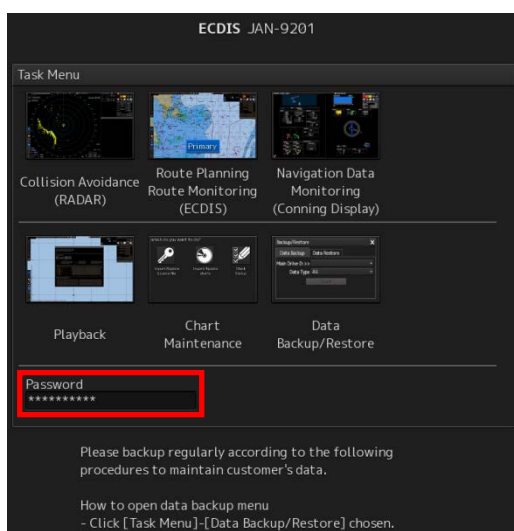 ECDIS JAN-9201
Task Menu
Primary
Collision Avoidance
(RADAR)
Route Planning
Route Monitoring
(ECDIS)
Navigation Data
Monitoring
(Conning Display)
Backup/Restore X
Data Backup Data Restore
Data Type All
Playback
Chart
Maintenance
Data
Backup/Restore
Password
**********
Please backup regularly according to the following
procedures to maintain customer's data.
How to open data backup menu
- Click [Task Menu]-[Data Backup/Restore] chosen.